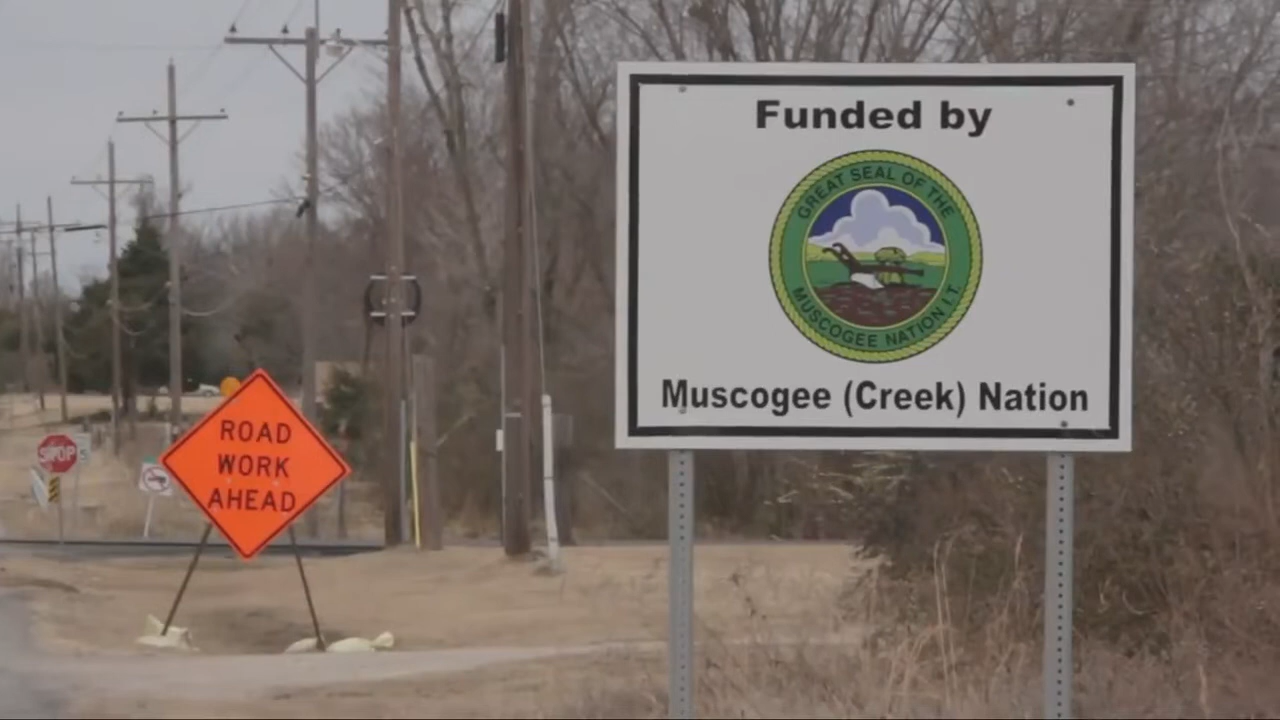 Funded by
GREAT SEAL OF THE
MUSCOGEE NATION I.T.
Muscogee (Creek) Nation
ROAD
WORK
AHEAD
STOP